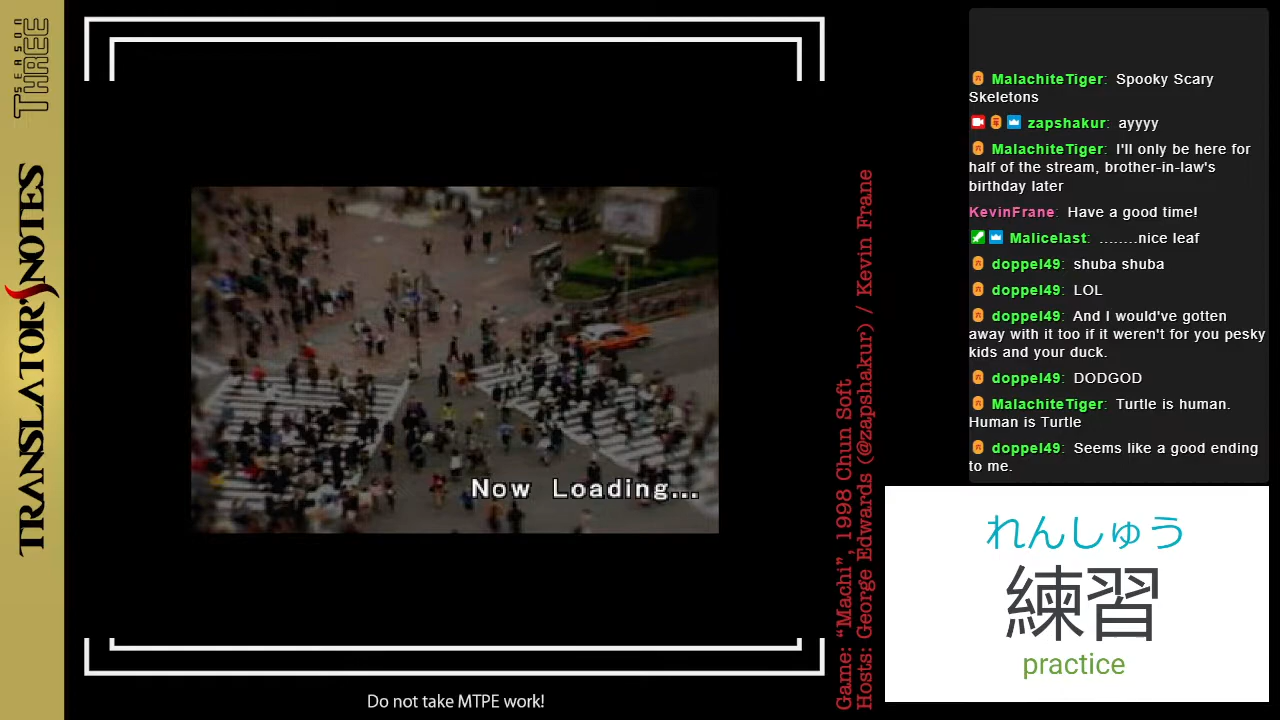 SEASON
THREE
TRANSLATOR'S NOTES
Now Loading...
Game: "Machi", 1998 Chun Soft
Hosts: George Edwards (@zapshakur) / Kevin Frane
Do not take MTPE work!
MalachiteTiger: Spooky Scary
Skeletons
zapshakur: ayyyy
MalachiteTiger: I'll only be here for
half of the stream, brother-in-law's
birthday later
KevinFrane: Have a good time!
Malicelast: ........nice leaf
doppel49: shuba shuba
doppel49: LOL
doppel49: And I would've gotten
away with it too if it weren't for you pesky
kids and your duck.
doppel49: DODGOD
MalachiteTiger: Turtle is human.
Human is Turtle
doppel49: Seems like a good ending
to me.
れんしゅう
練習
practice